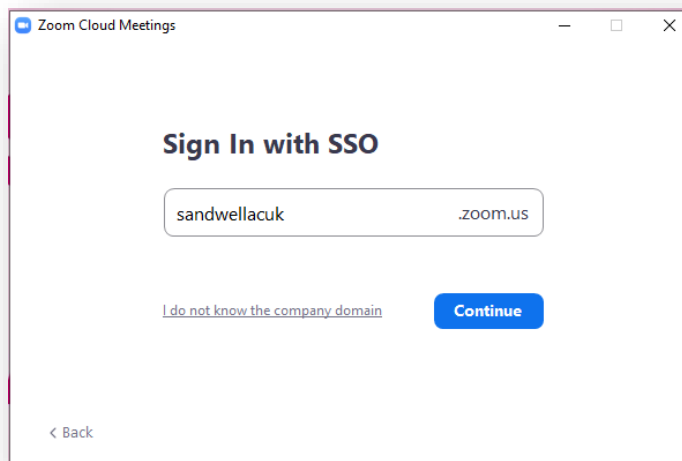 Zoom Cloud Meetings
Sign In with SSO
sandwellacuk .zoom.us
I do not know the company domain Continue
< Back